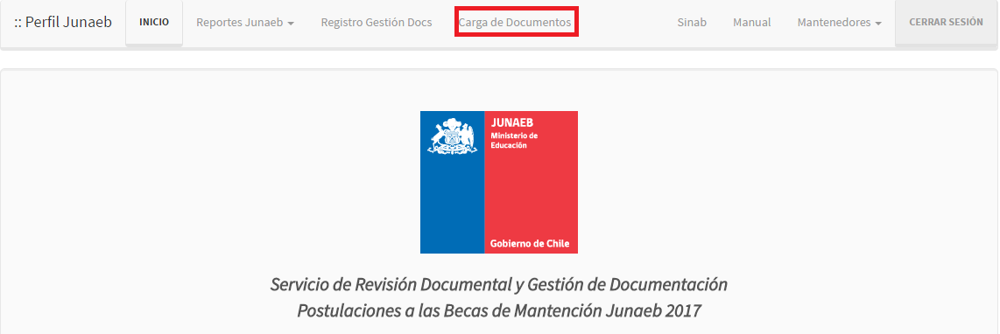 :: Perfil Junaeb INICIO Reportes Junaeb Registro Gestión Docs Carga de Documentos Sinab Manual Mantenedores CERRAR SESIÓN
JUNAEB
Ministerio de
Educación
Gobierno de Chile
Servicio de Revisión Documental y Gestión de Documentación
Postulaciones a las Becas de Mantención Junaeb 2017